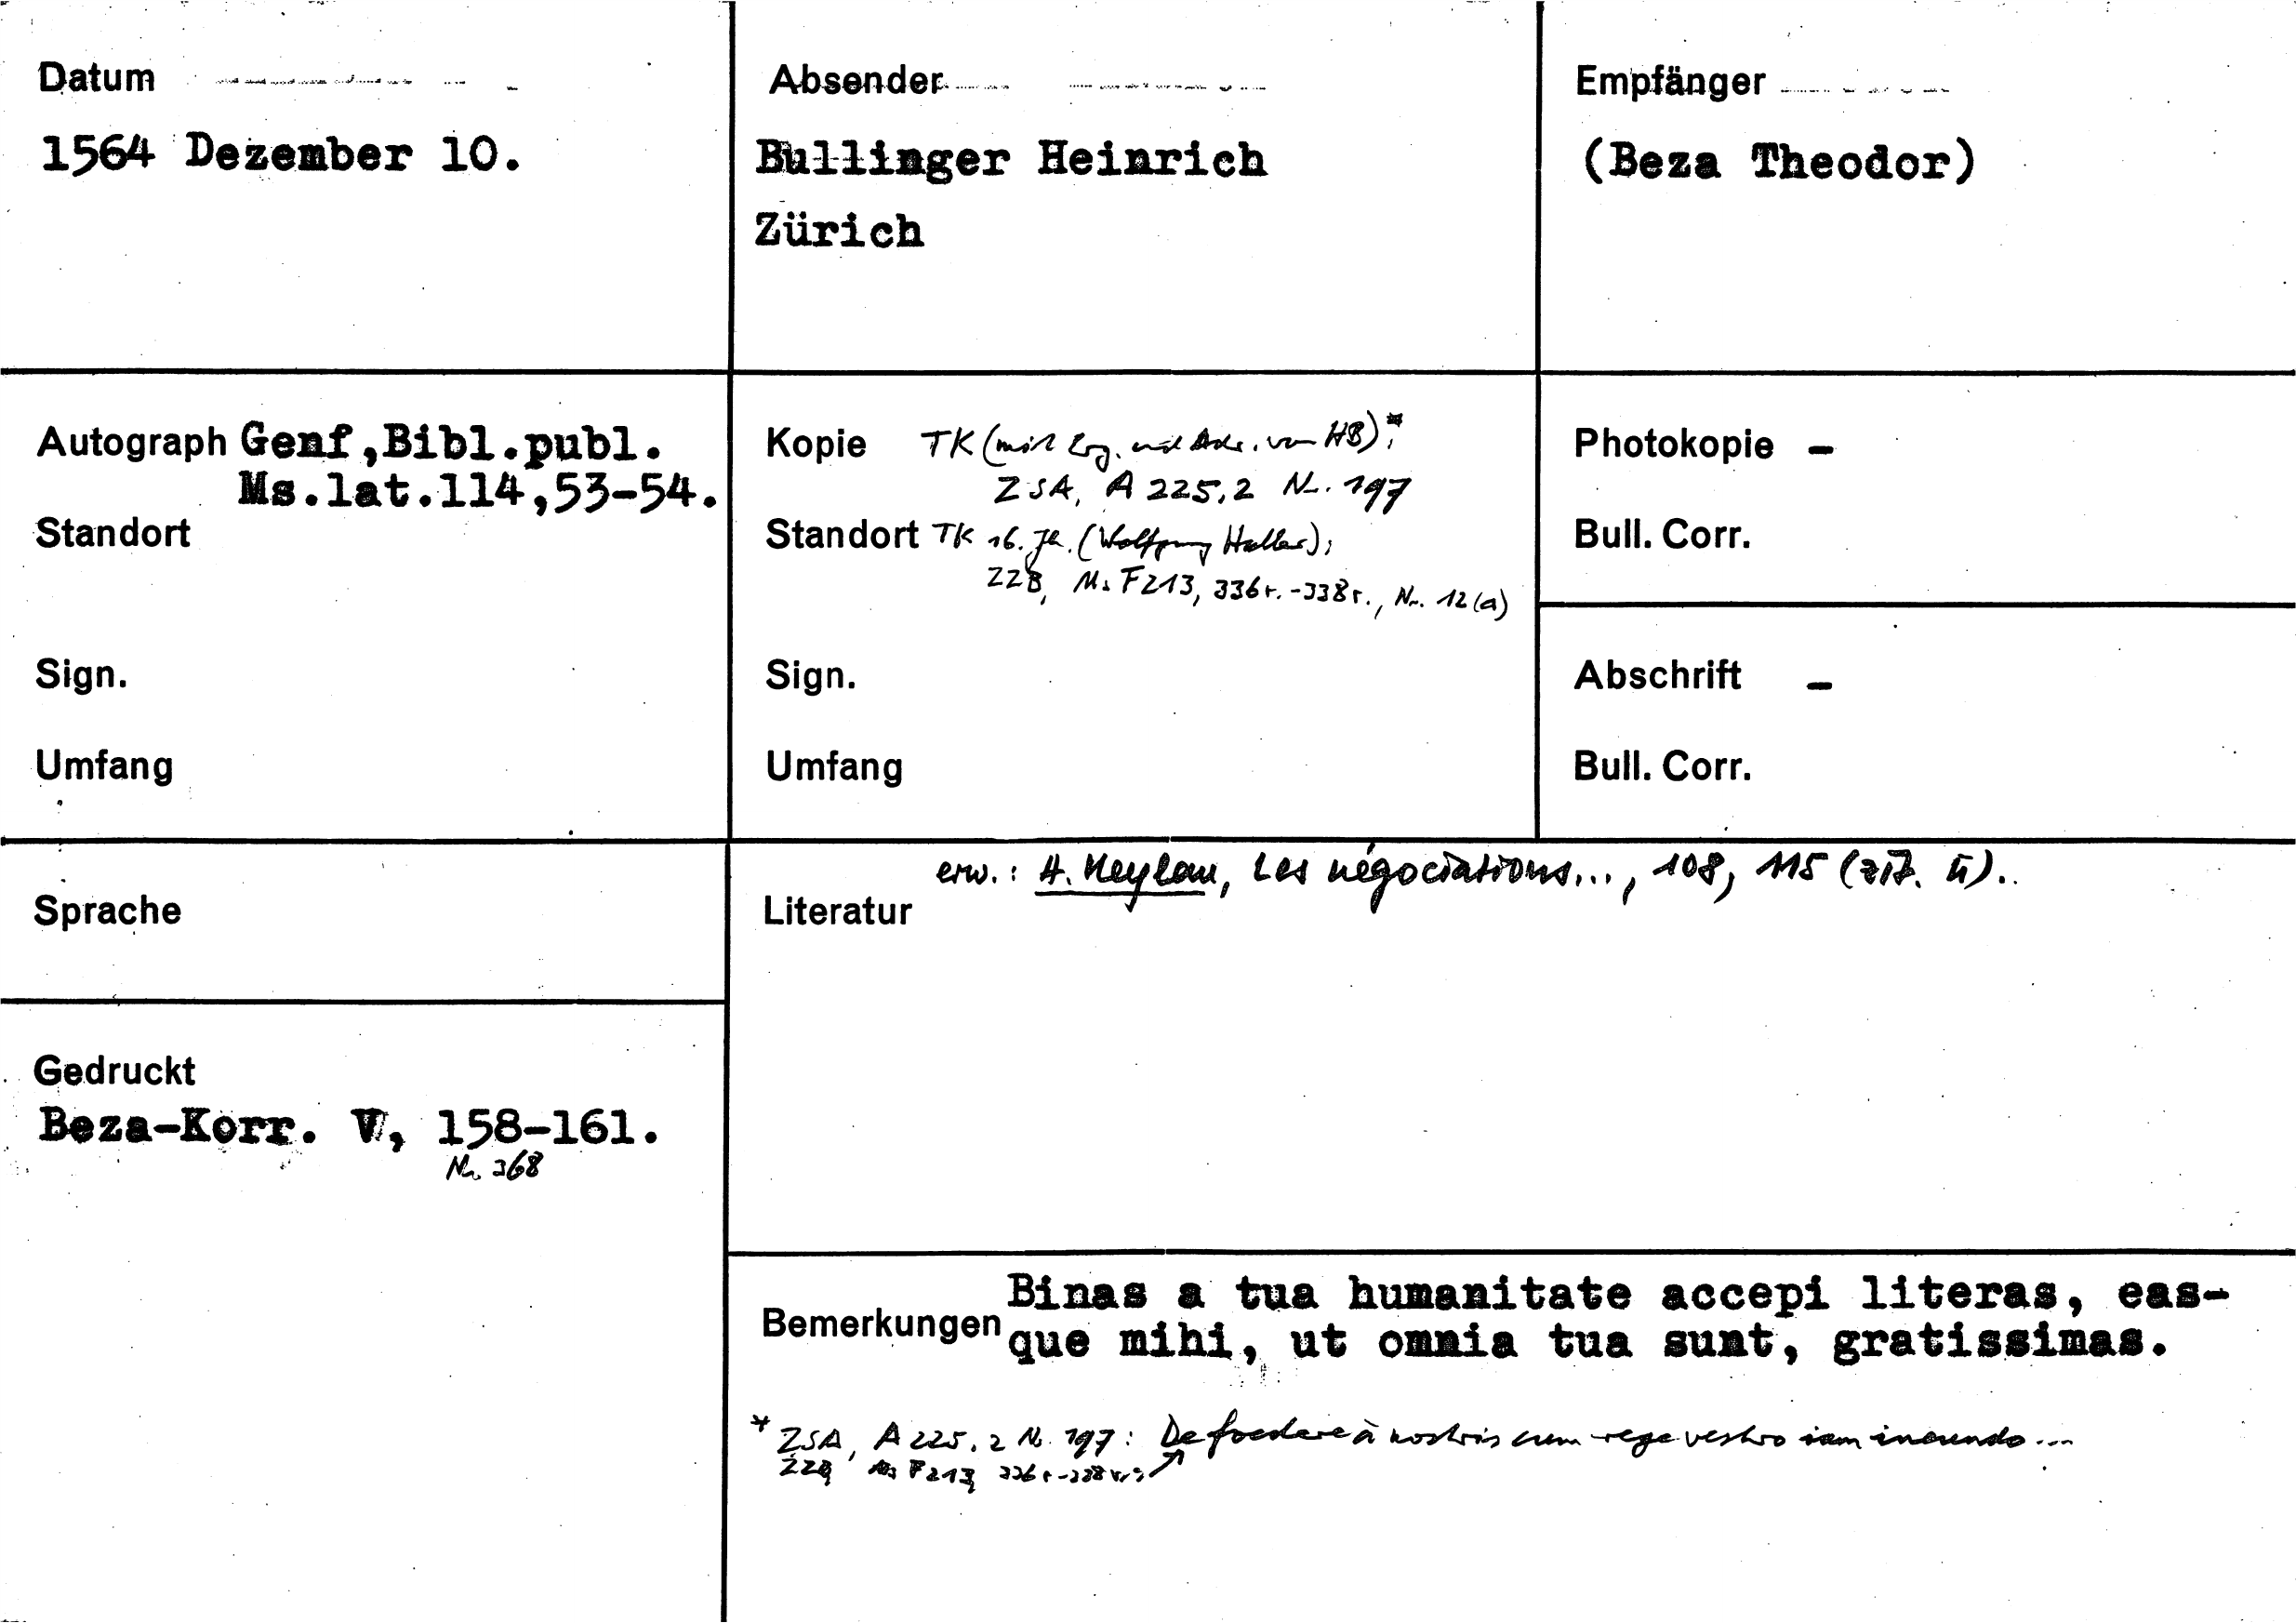 Datum
1564 Dezember 10.
Absender
Bullinger Heinrich
Zürich
Empfänger
(Beza Theodor)
Autograph Genf,Bibl.publ.
Ms.lat.114,53-54.
Standort
Sign.
Umfang
Kopie TK (mit Erg. und Adr. von HB)*;
ZSA, A 225,2 Nr. 197
Standort TK 16. Jh. (Wolfgang Haller);
ZZB, Ms F213, 336r.-338r., Nr. 12(a)
Sign.
Umfang
Photokopie –
Bull. Corr.
Abschrift –
Bull. Corr.
Sprache
Gedruckt
Beza-Korr. V, 158-161.
Nr. 368
erw.: H. Meylan, Les négociations..., 108, 115 (zit. ü).
Literatur
Binas a tua humanitate accepi literas, eas-
Bemerkungen
que mihi, ut omnia tua sunt, gratissimas.
* ZSA, A 225, 2 Nr. 197: De foedere à nostris cum rege vestro iam ineundo...
ZZB, Ms F213, 336r-338r.: